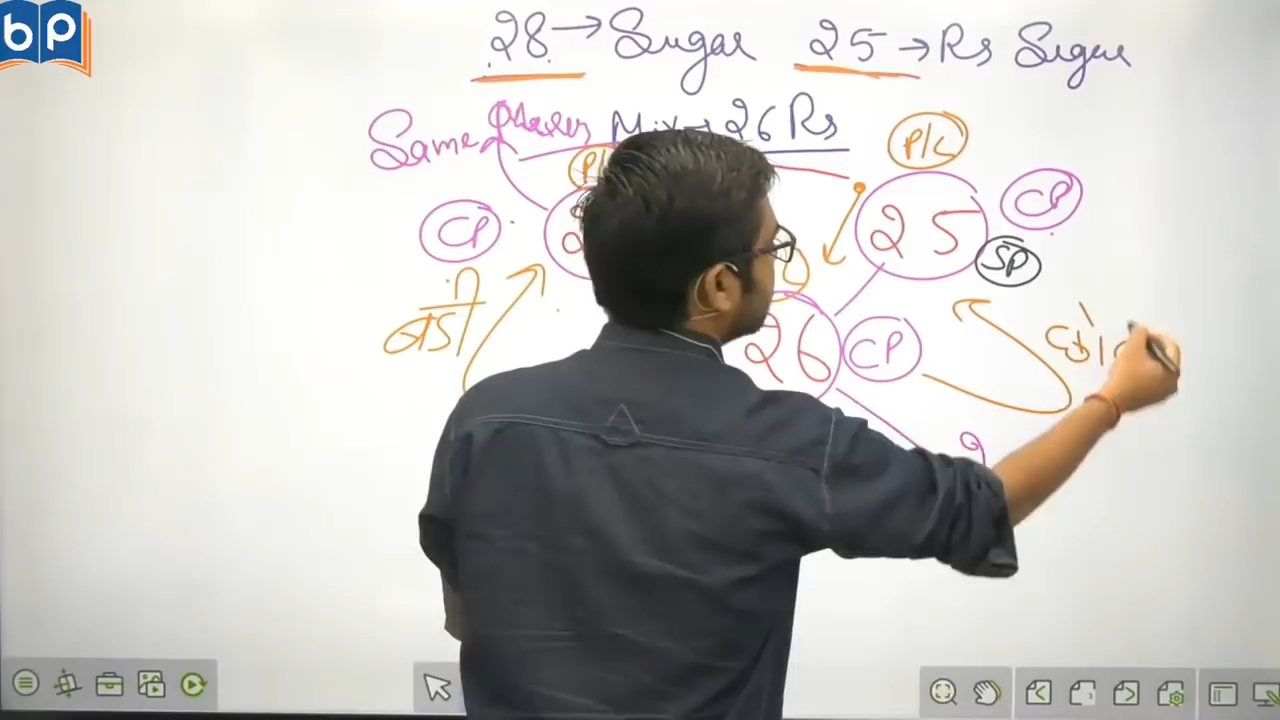 bp
28 → Sugar 25 → Rs Sugar
Same Mix → 26 Rs
P/L
CP 25 CP
SP
बडी
26 CP